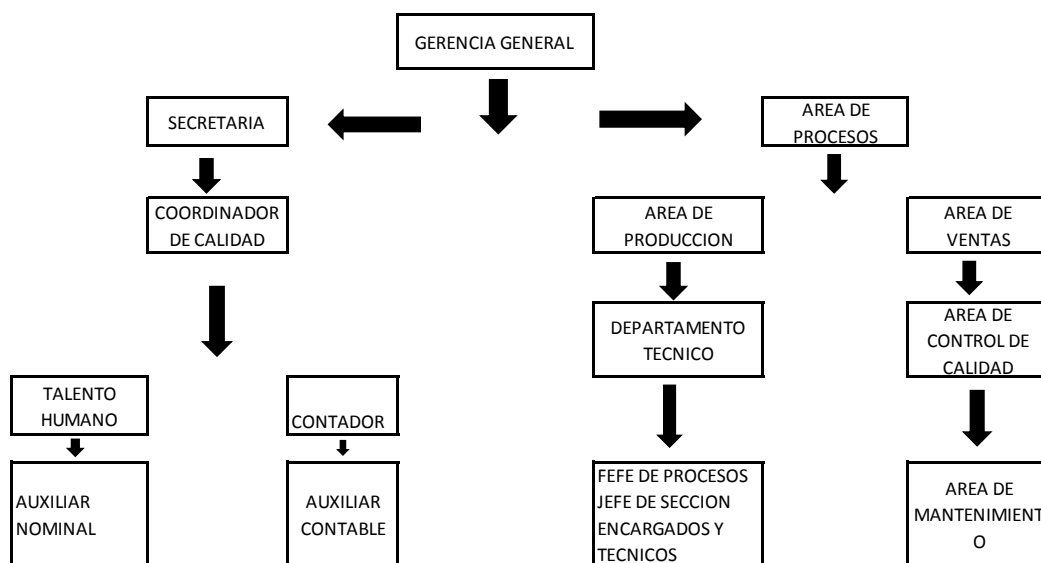 GERENCIA GENERAL
SECRETARIA
AREA DE
PROCESOS
COORDINADOR
DE CALIDAD
AREA DE
PRODUCCION
AREA DE
VENTAS
DEPARTAMENTO
TECNICO
AREA DE
CONTROL DE
CALIDAD
TALENTO
HUMANO
CONTADOR
AUXILIAR
NOMINAL
AUXILIAR
CONTABLE
FEFE DE PROCESOS
JEFE DE SECCION
ENCARGADOS Y
TECNICOS
AREA DE
MANTENIMIENT
O